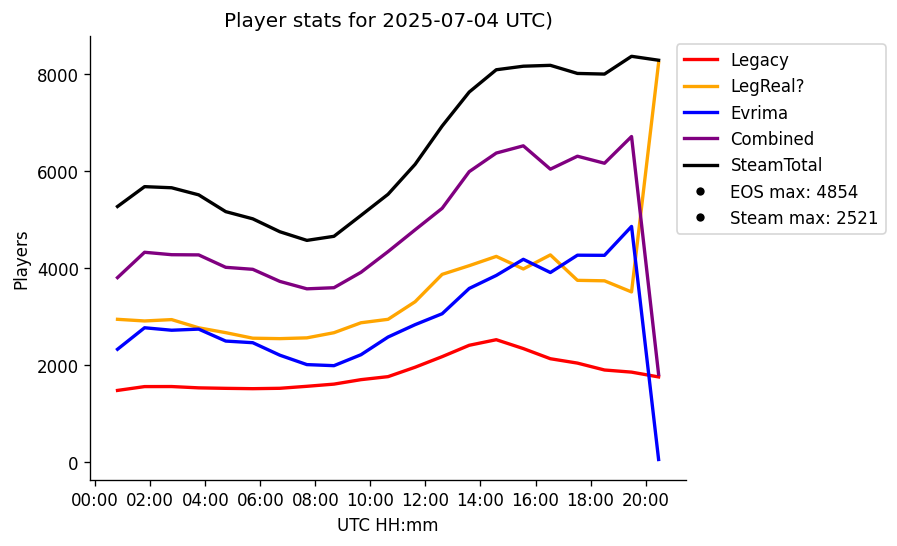 Player stats for 2025-07-04 UTC)
Legacy
LegReal?
Evrima
Combined
SteamTotal
EOS max: 4854
Steam max: 2521
Players
8000
6000
4000
2000
0
00:00 02:00 04:00 06:00 08:00 10:00 12:00 14:00 16:00 18:00 20:00
UTC HH:mm